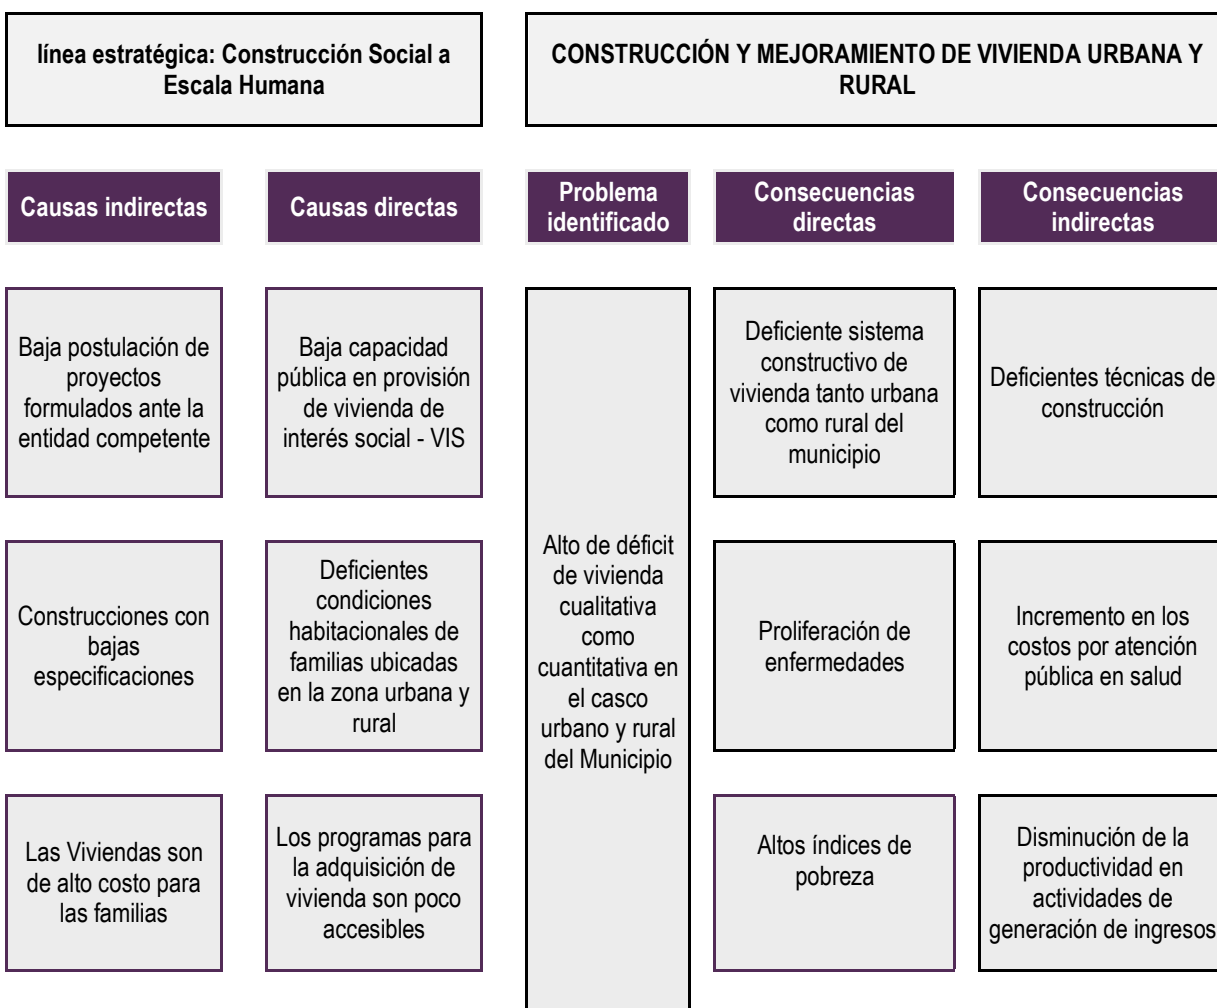 línea estratégica: Construcción Social a
Escala Humana
CONSTRUCCIÓN Y MEJORAMIENTO DE VIVIENDA URBANA Y
RURAL
Causas indirectas
Causas directas
Problema
identificado
Consecuencias
directas
Consecuencias
indirectas
Baja postulación de
proyectos
formulados ante la
entidad competente
Baja capacidad
pública en provisión
de vivienda de
interés social - VIS
Alto de déficit
de vivienda
cualitativa
como
cuantitativa en
el casco
urbano y rural
del Municipio
Deficiente sistema
constructivo de
vivienda tanto urbana
como rural del
municipio
Deficientes técnicas de
construcción
Construcciones con
bajas
especificaciones
Deficientes
condiciones
habitacionales de
familias ubicadas
en la zona urbana y
rural
Proliferación de
enfermedades
Incremento en los
costos por atención
pública en salud
Las Viviendas son
de alto costo para
las familias
Los programas para
la adquisición de
vivienda son poco
accesibles
Altos índices de
pobreza
Disminución de la
productividad en
actividades de
generación de ingresos